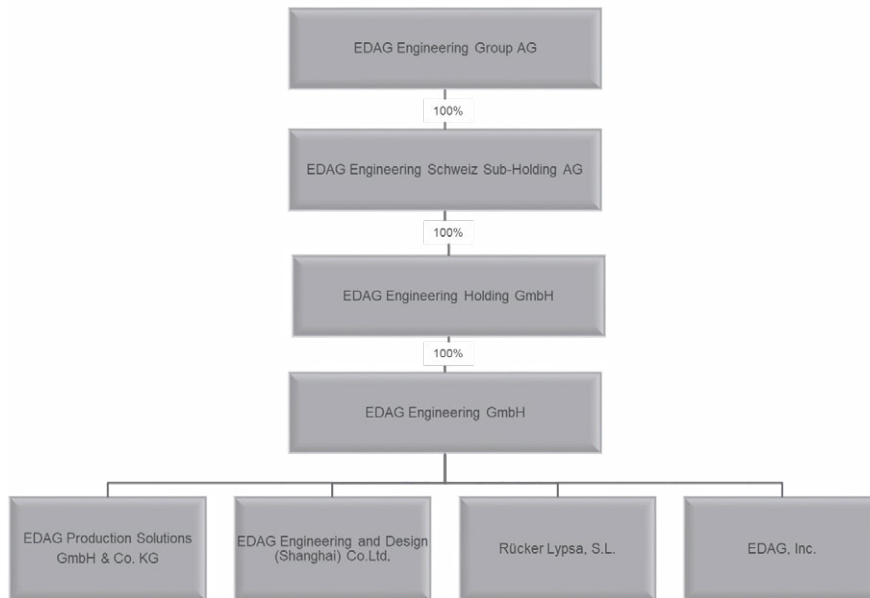 EDAG Engineering Group AG
100%
EDAG Engineering Schweiz Sub-Holding AG
100%
EDAG Engineering Holding GmbH
100%
EDAG Engineering GmbH
EDAG Production Solutions
GmbH & Co. KG
EDAG Engineering and Design
(Shanghai) Co.Ltd,
Rücker Lypsa, S.L.
EDAG, Inc.